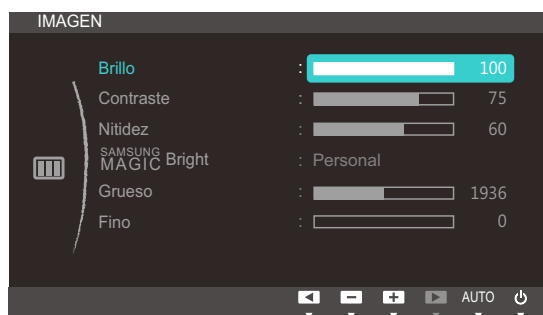 IMAGEN
Brillo : 100
Contraste : 75
Nitidez : 60
SAMSUNG
MAGIC Bright : Personal
Grueso : 1936
Fino : 0
AUTO